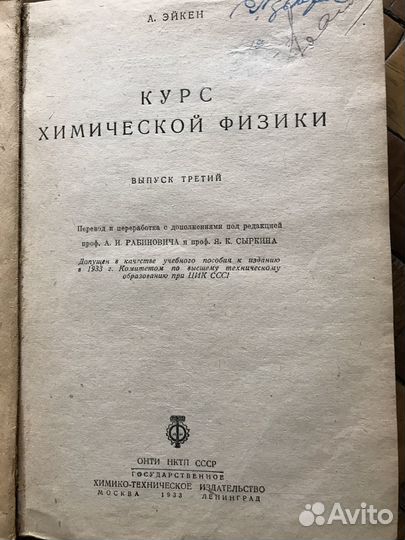 А. ЭЙКЕН
КУРС
ХИМИЧЕСКОЙ ФИЗИКИ
ВЫПУСК ТРЕТИЙ
Перевод и переработка с дополнениями под редакцией
проф. А. И. РАБИНОВИЧА и проф. Я. К. СЫРКИНА
Допущен в качестве учебного пособия к изданию
в 1933 г. Комитетом по высшему техническому
образованию при ЦИК СССР
ОНТИ НКТП СССР
ГОСУДАРСТВЕННОЕ
ХИМИКО-ТЕХНИЧЕСКОЕ ИЗДАТЕЛЬСТВО
МОСКВА 1933 ЛЕНИНГРАД
Avito